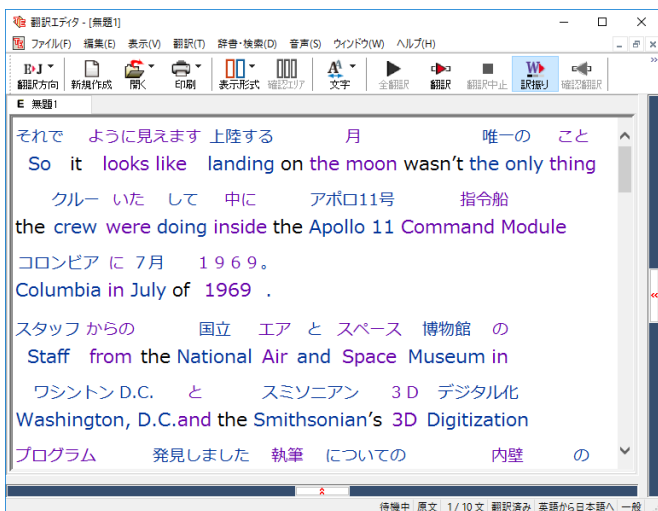 翻訳エディタ - [無題1]
ファイル(F) 編集(E) 表示(V) 翻訳(T) 辞書・検索(D) 音声(S) ウィンドウ(W) ヘルプ(H)
E›J A W
翻訳方向 新規作成 開く 印刷 表示形式 確認エリア 文字 全翻訳 翻訳 翻訳中止 訳振り 確認翻訳
E 無題1
それで ように見えます 上陸する 月 唯一の こと
So it looks like landing on the moon wasn't the only thing
クルー いた して 中に アポロ11号 指令船
the crew were doing inside the Apollo 11 Command Module
コロンビア に 7月 1969。
Columbia in July of 1969 .
スタッフ からの 国立 エア と スペース 博物館 の
Staff from the National Air and Space Museum in
ワシントン D.C. と スミソニアン 3D デジタル化
Washington, D.C.and the Smithsonian's 3D Digitization
プログラム 発見しました 執筆 についての 内壁 の
待機中 原文 1/10文 翻訳済み 英語から日本語へ 一般